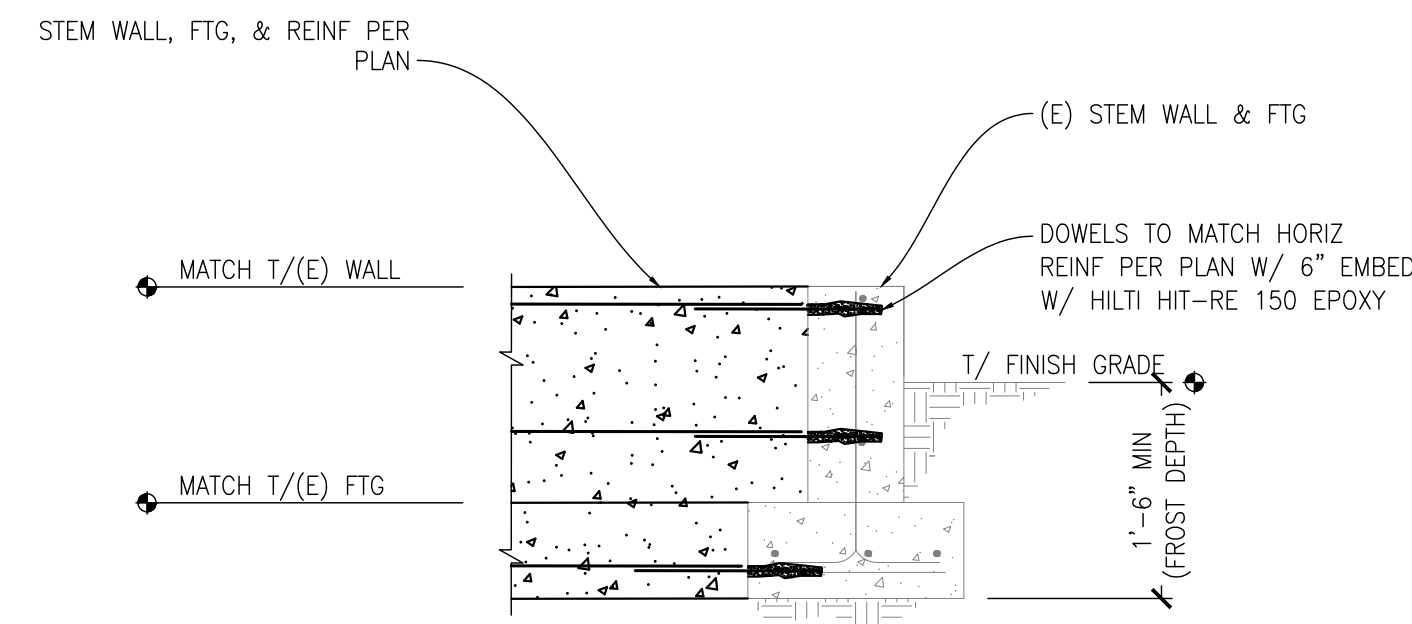 STEM WALL, FTG, & REINF PER
PLAN
(E) STEM WALL & FTG
DOWELS TO MATCH HORIZ
REINF PER PLAN W/ 6" EMBED
W/ HILTI HIT-RE 150 EPOXY
MATCH T/(E) WALL
T/ FINISH GRADE
MATCH T/(E) FTG
1'-6" MIN
(FROST DEPTH)